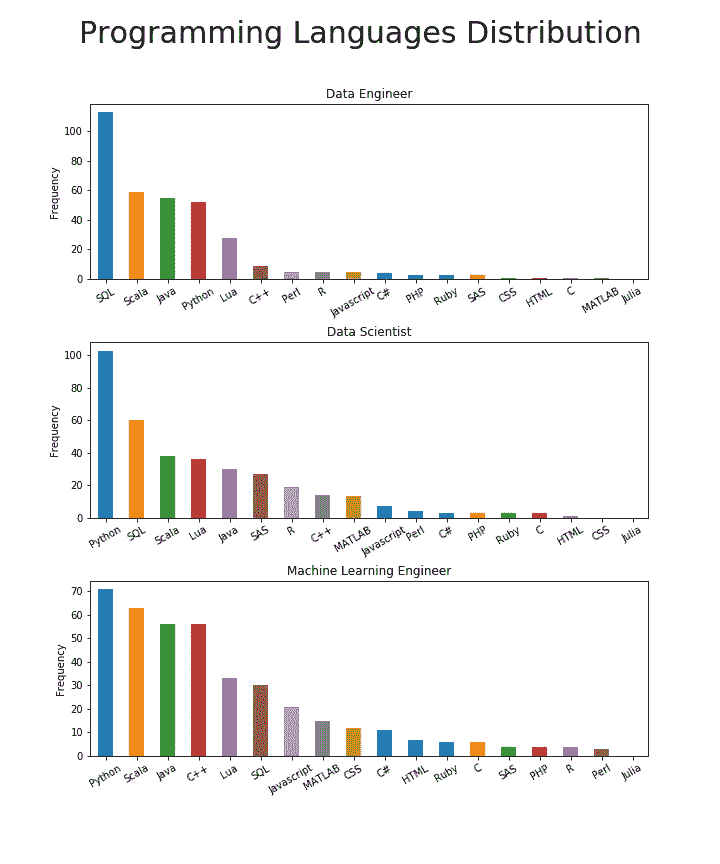 Programming Languages Distribution
Data Engineer
Frequency
100
80
60
40
20
0
SQL Scala Java Python Lua C++ Perl R Javascript C# PHP Ruby SAS CSS HTML C MATLAB Julia
Data Scientist
Frequency
100
80
60
40
20
0
Python SQL Scala Lua Java SAS R C++ MATLAB Javascript Perl C# PHP Ruby C HTML CSS Julia
Machine Learning Engineer
Frequency
70
60
50
40
30
20
10
0
Python Scala Java C++ Lua SQL Javascript MATLAB CSS C# HTML Ruby C SAS PHP R Perl Julia